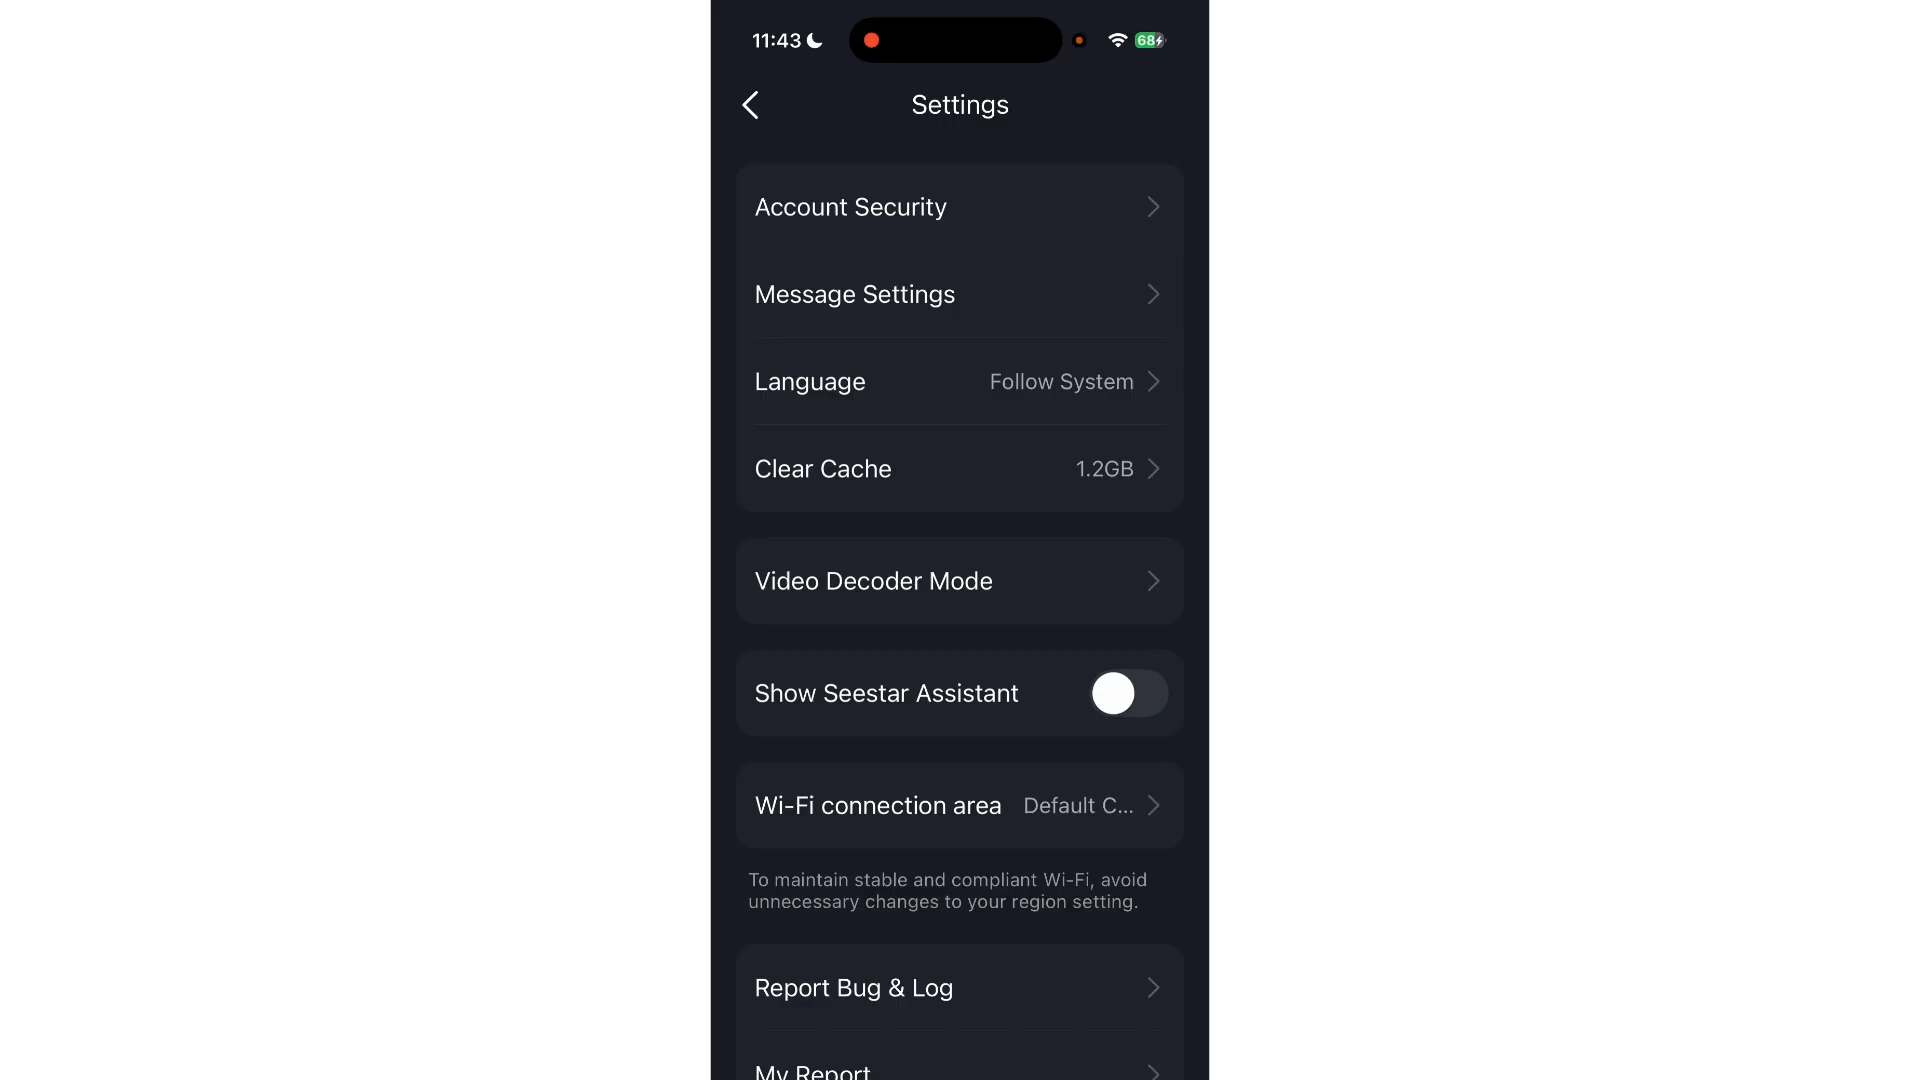 11:43
68
Settings
Account Security
Message Settings
Language Follow System
Clear Cache 1.2GB
Video Decoder Mode
Show Seestar Assistant
Wi-Fi connection area Default C...
To maintain stable and compliant Wi-Fi, avoid
unnecessary changes to your region setting.
Report Bug & Log
My Report